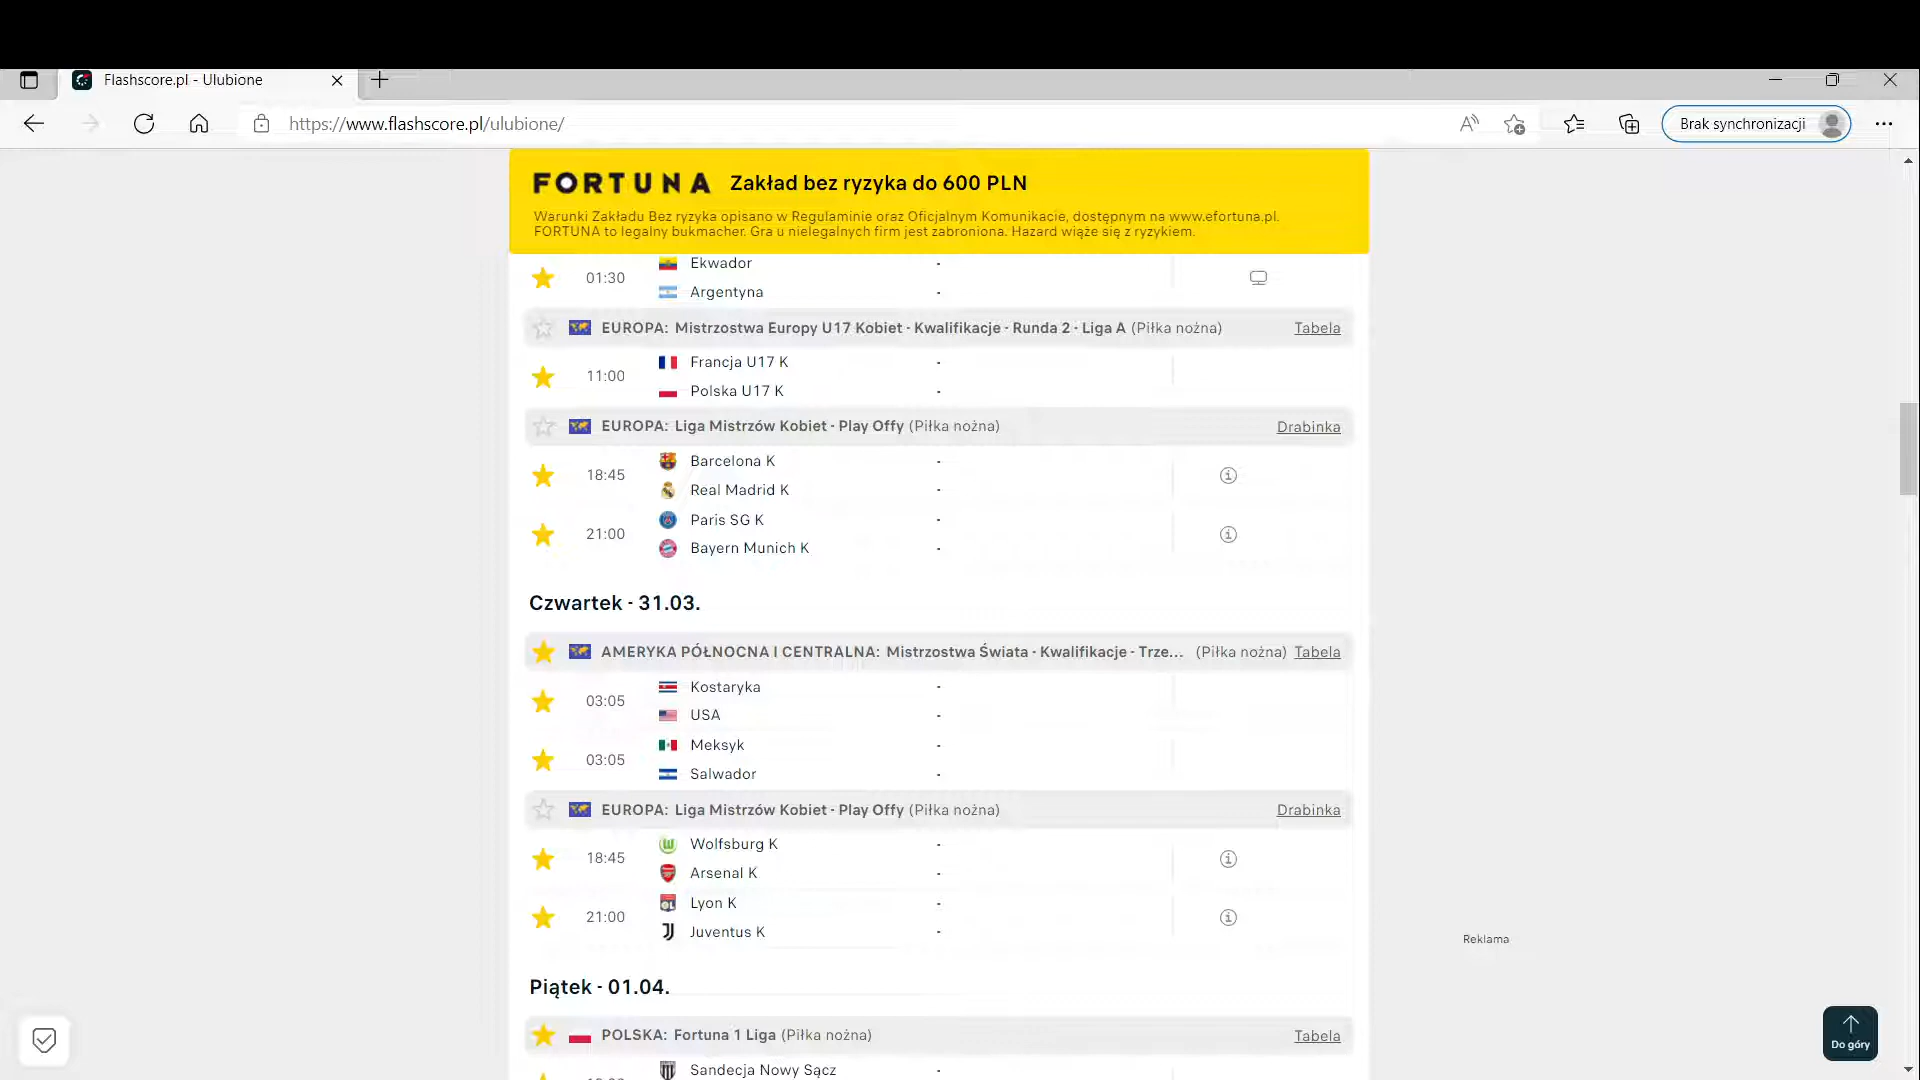 Flashscore.pl - Ulubione
https://www.flashscore.pl/ulubione/
Brak synchronizacji
FORTUNA Zakład bez ryzyka do 600 PLN
Warunki Zakładu Bez ryzyka opisano w Regulaminie oraz Oficjalnym Komunikacie, dostępnym na www.efortuna.pl.
FORTUNA to legalny bukmacher. Gra u nielegalnych firm jest zabroniona. Hazard wiąże się z ryzykiem.
01:30
Ekwador -
Argentyna -
EUROPA: Mistrzostwa Europy U17 Kobiet - Kwalifikacje - Runda 2 - Liga A (Piłka nożna) Tabela
11:00
Francja U17 K -
Polska U17 K -
EUROPA: Liga Mistrzów Kobiet - Play Offy (Piłka nożna) Drabinka
18:45
Barcelona K -
Real Madrid K -
21:00
Paris SG K -
Bayern Munich K -
Czwartek - 31.03.
AMERYKA PÓŁNOCNA I CENTRALNA: Mistrzostwa Świata - Kwalifikacje - Trze... (Piłka nożna) Tabela
03:05
Kostaryka -
USA -
03:05
Meksyk -
Salwador -
EUROPA: Liga Mistrzów Kobiet - Play Offy (Piłka nożna) Drabinka
18:45
Wolfsburg K -
Arsenal K -
21:00
Lyon K -
Juventus K -
Reklama
Piątek - 01.04.
POLSKA: Fortuna 1 Liga (Piłka nożna) Tabela
Sandecja Nowy Sącz -
Do góry